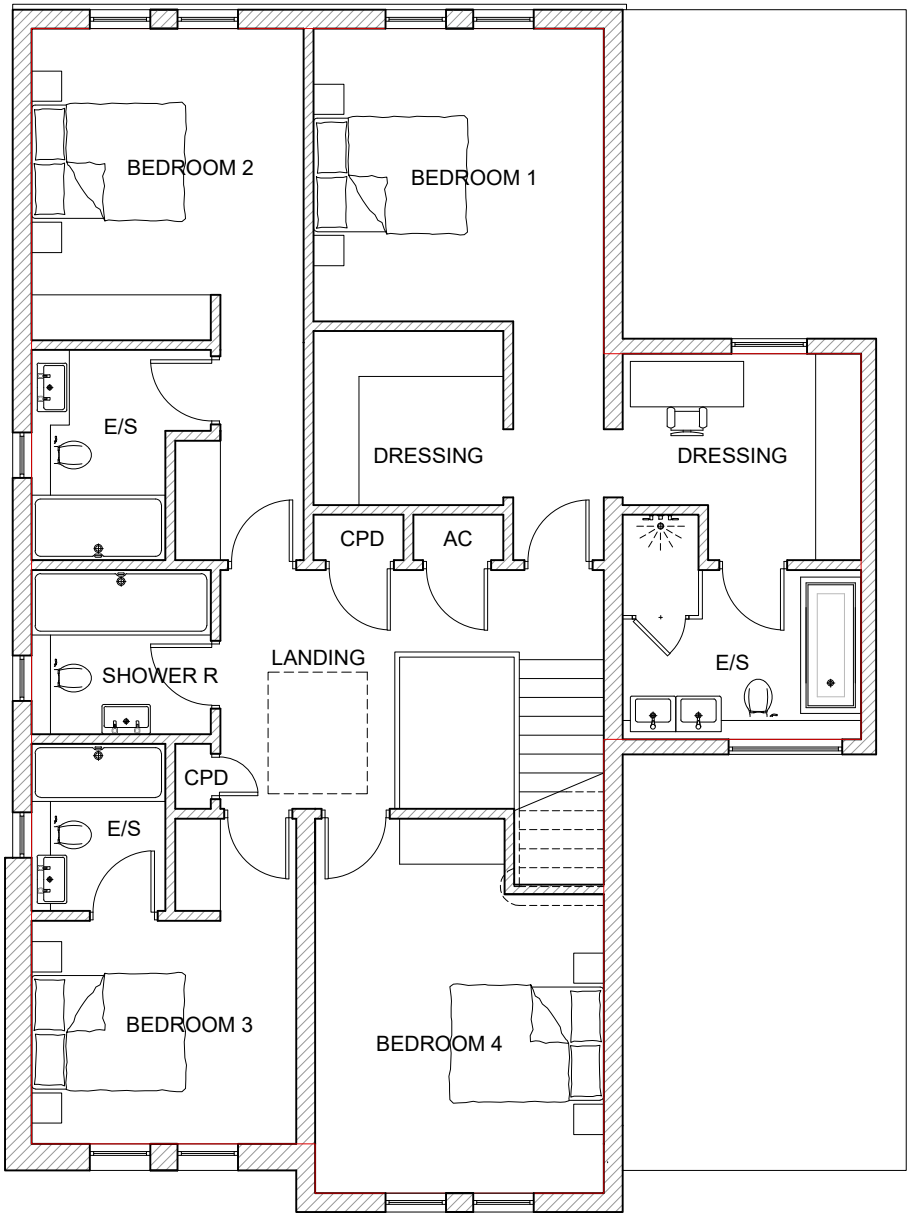 BEDROOM 2
BEDROOM 1
E/S
DRESSING
DRESSING
CPD
AC
LANDING
E/S
SHOWER R
CPD
E/S
BEDROOM 3
BEDROOM 4